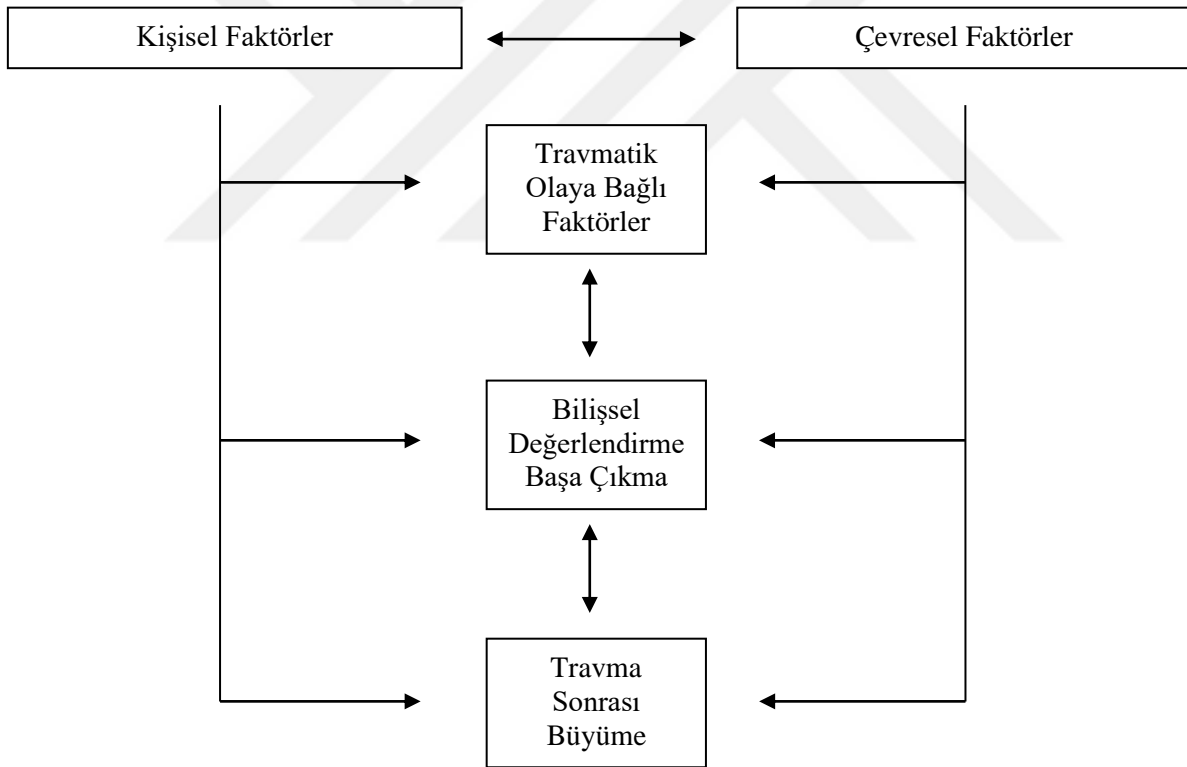 Kişisel Faktörler
Çevresel Faktörler
Travmatik
Olaya Bağlı
Faktörler
Bilişsel
Değerlendirme
Başa Çıkma
Travma
Sonrası
Büyüme